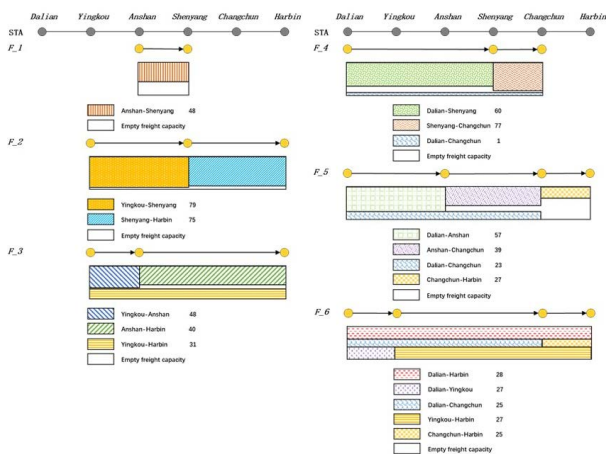 Dalian Yingkou Anshan Shenyang Changchun Harbin
STA
F_1
Anshan-Shenyang 48
Empty freight capacity
F_2
Yingkou-Shenyang 79
Shenyang-Harbin 75
Empty freight capacity
F_3
Yingkou-Anshan 48
Anshan-Harbin 40
Yingkou-Harbin 31
Empty freight capacity
Dalian Yingkou Anshan Shenyang Changchun Harbin
STA
F_4
Dalian-Shenyang 60
Shenyang-Changchun 77
Dalian-Changchun 1
Empty freight capacity
F_5
Dalian-Anshan 57
Anshan-Changchun 39
Dalian-Changchun 23
Changchun-Harbin 27
Empty freight capacity
F_6
Dalian-Harbin 28
Dalian-Yingkou 27
Dalian-Changchun 25
Yingkou-Harbin 27
Changchun-Harbin 25
Empty freight capacity